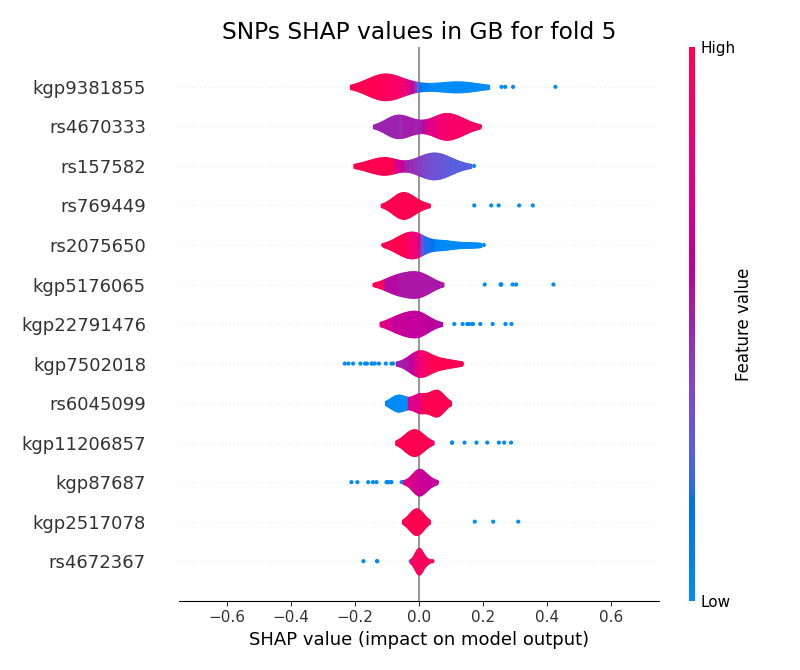 SNPs SHAP values in GB for fold 5
High
kgp9381855
rs4670333
rs157582
rs769449
rs2075650
kgp5176065
kgp22791476
kgp7502018
rs6045099
kgp11206857
kgp87687
kgp2517078
rs4672367
Feature value
Low
−0.6 −0.4 −0.2 0.0 0.2 0.4 0.6
SHAP value (impact on model output)